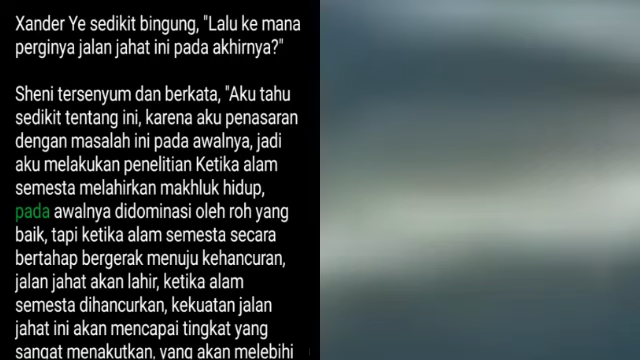 Xander Ye sedikit bingung, "Lalu ke mana
perginya jalan jahat ini pada akhirnya?"
Sheni tersenyum dan berkata, "Aku tahu
sedikit tentang ini, karena aku penasaran
dengan masalah ini pada awalnya, jadi
aku melakukan penelitian Ketika alam
semesta melahirkan makhluk hidup,
pada awalnya didominasi oleh roh yang
baik, tapi ketika alam semesta secara
bertahap bergerak menuju kehancuran,
jalan jahat akan lahir, ketika alam
semesta dihancurkan, kekuatan jalan
jahat ini akan mencapai tingkat yang
sangat menakutkan, yang akan melebihi